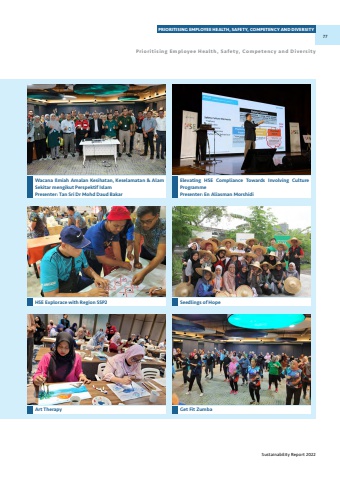 PRIORITISING EMPLOYEE HEALTH, SAFETY, COMPETENCY AND DIVERSITY
77
Prioritising Employee Health, Safety, Competency and Diversity
Wacana Ilmiah Amalan Kesihatan, Keselamatan & Alam
Sekitar mengikut Perspektif Islam
Presenter: Tan Sri Dr Mohd Daud Bakar
Elevating HSE Compliance Towards Involving Culture
Programme
Presenter: En Aliasman Morshidi
HSE Explorace with Region SSP2
Seedlings of Hope
Art Therapy
Get Fit Zumba
Sustainability Report 2022